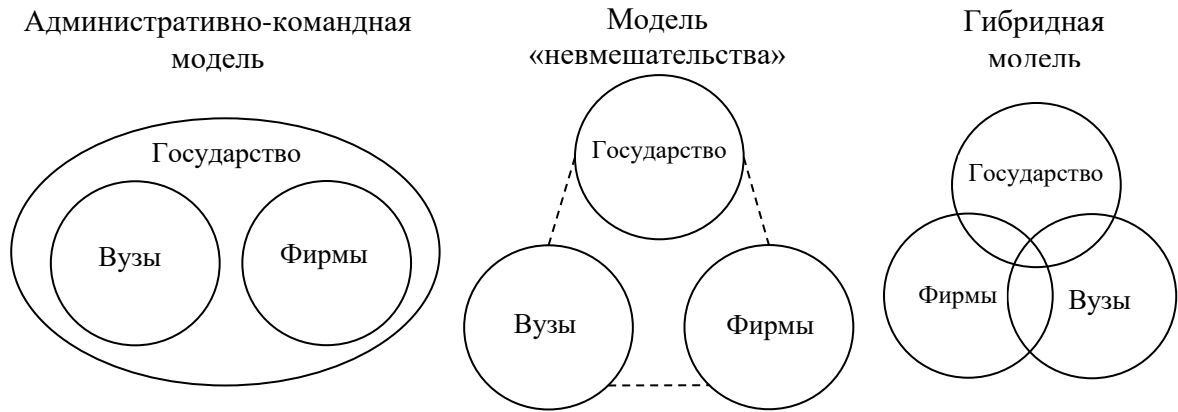 Административно-командная
модель
Государство
Вузы
Фирмы
Модель
«невмешательства»
Государство
Вузы
Фирмы
Гибридная
модель
Государство
Фирмы
Вузы